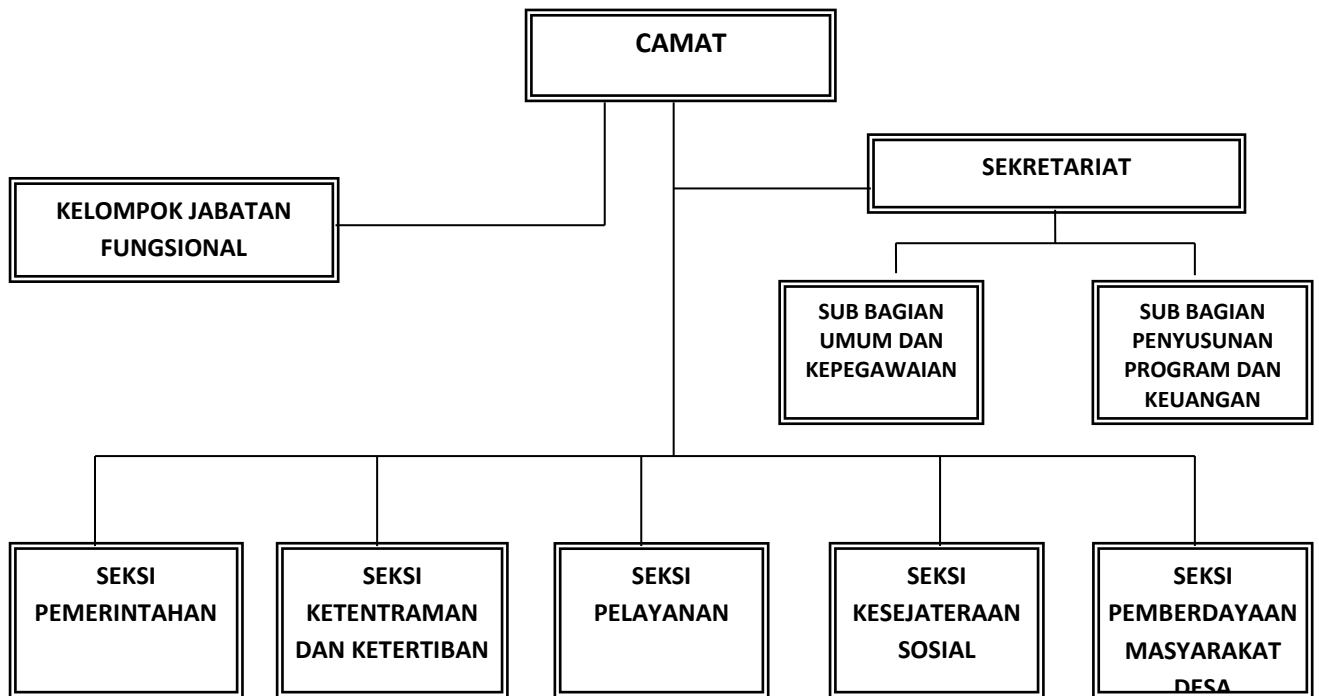 CAMAT
SEKRETARIAT
KELOMPOK JABATAN
FUNGSIONAL
SUB BAGIAN
UMUM DAN
KEPEGAWAIAN
SUB BAGIAN
PENYUSUNAN
PROGRAM DAN
KEUANGAN
SEKSI
PEMERINTAHAN
SEKSI
KETENTRAMAN
DAN KETERTIBAN
SEKSI
PELAYANAN
SEKSI
KESEJATERAAN
SOSIAL
SEKSI
PEMBERDAYAAN
MASYARAKAT
DESA